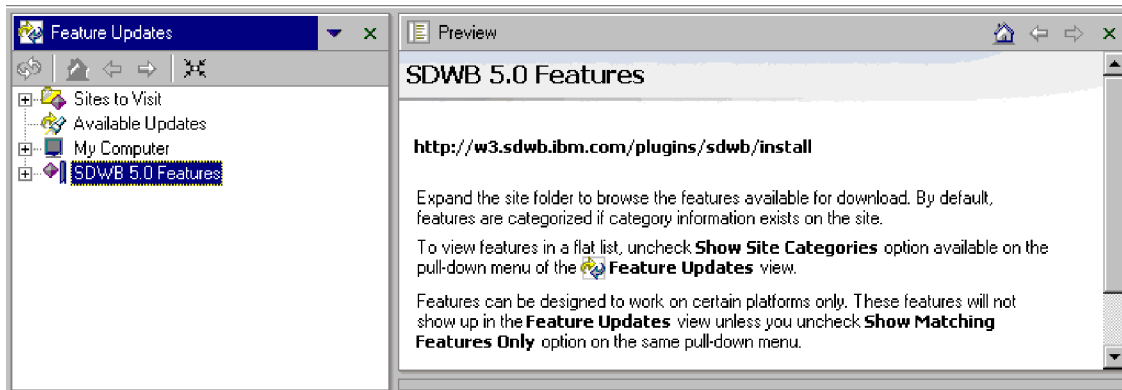 Feature Updates
Sites to Visit
Available Updates
My Computer
SDWB 5.0 Features
Preview
SDWB 5.0 Features
http://w3.sdwb.ibm.com/plugins/sdwb/install
Expand the site folder to browse the features available for download. By default,
features are categorized if category information exists on the site.
To view features in a flat list, uncheck Show Site Categories option available on the
pull-down menu of the Feature Updates view.
Features can be designed to work on certain platforms only. These features will not
show up in the Feature Updates view unless you uncheck Show Matching
Features Only option on the same pull-down menu.